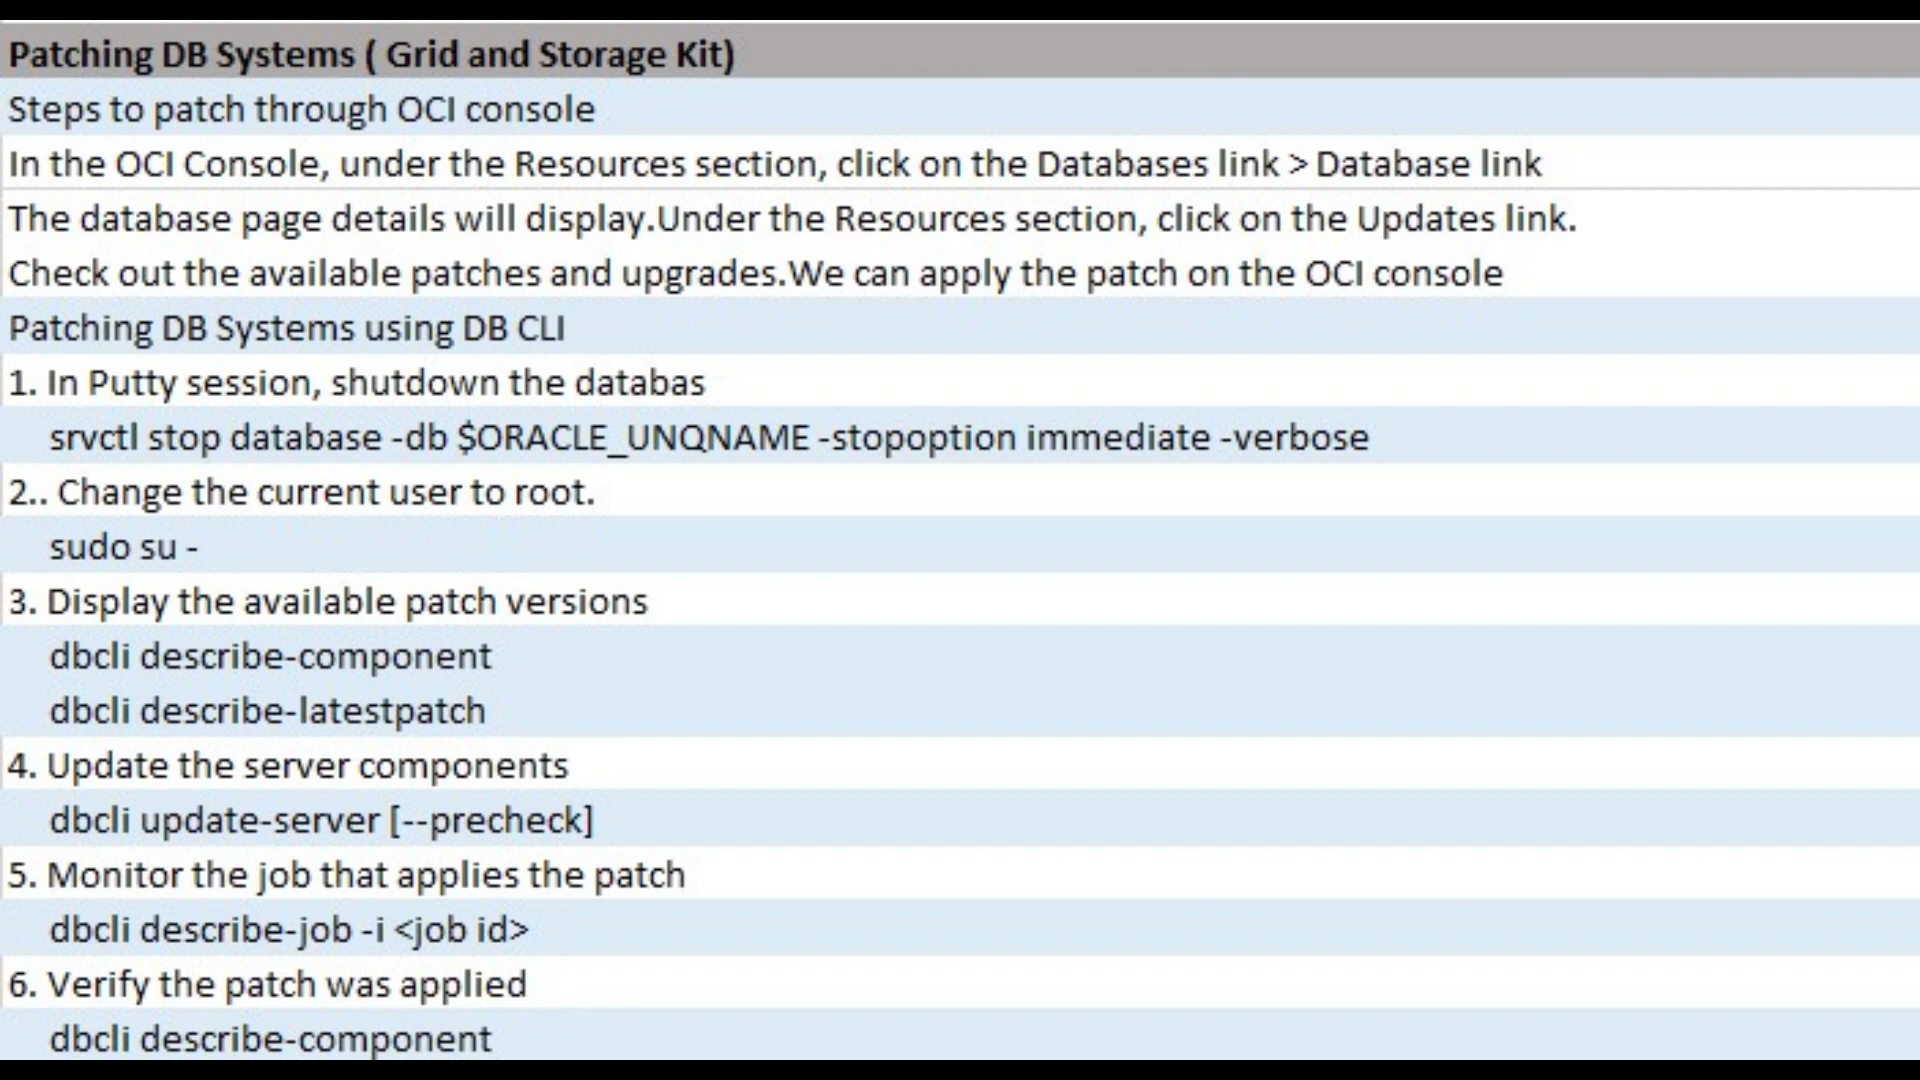 Patching DB Systems ( Grid and Storage Kit)
Steps to patch through OCI console
In the OCI Console, under the Resources section, click on the Databases link > Database link
The database page details will display.Under the Resources section, click on the Updates link.
Check out the available patches and upgrades.We can apply the patch on the OCI console
Patching DB Systems using DB CLI
1. In Putty session, shutdown the databas
srvctl stop database -db $ORACLE_UNQNAME -stopoption immediate -verbose
2.. Change the current user to root.
sudo su -
3. Display the available patch versions
dbcli describe-component
dbcli describe-latestpatch
4. Update the server components
dbcli update-server [--precheck]
5. Monitor the job that applies the patch
dbcli describe-job -i <job id>
6. Verify the patch was applied
dbcli describe-component